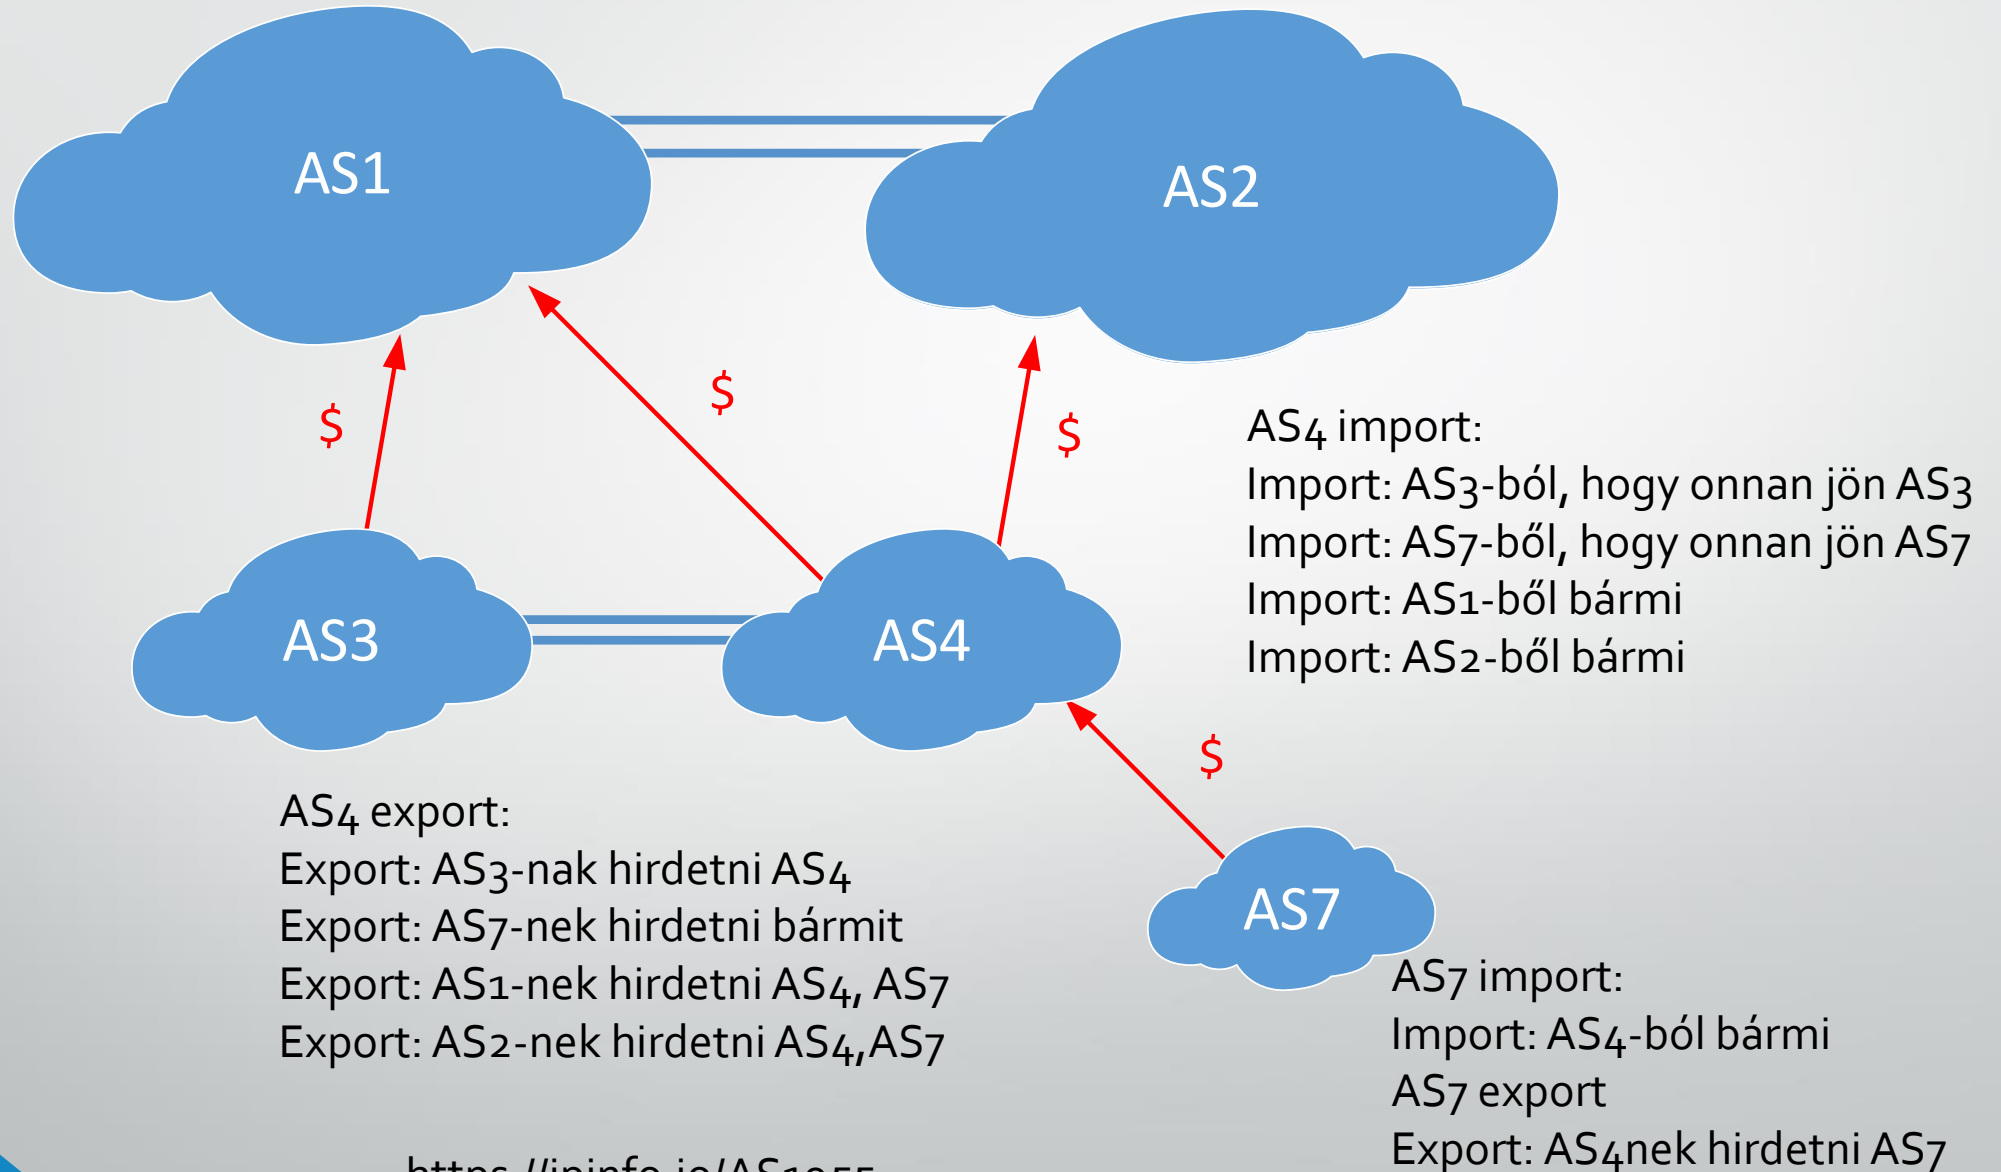 AS1
AS2
$
$
$
AS4 import:
Import: AS3-ból, hogy onnan jön AS3
Import: AS7-ből, hogy onnan jön AS7
Import: AS1-ből bármi
Import: AS2-ből bármi
AS3
AS4
$
AS4 export:
Export: AS3-nak hirdetni AS4
Export: AS7-nek hirdetni bármit
Export: AS1-nek hirdetni AS4, AS7
Export: AS2-nek hirdetni AS4,AS7
AS7
AS7 import:
Import: AS4-ból bármi
AS7 export
Export: AS4nek hirdetni AS7